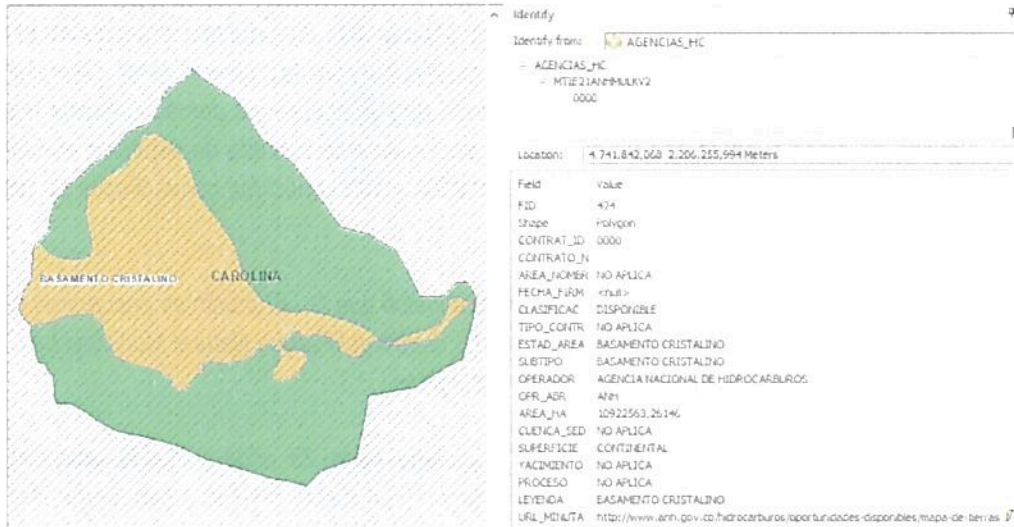 BASAMENTO CRISTALINO
CAROLINA
Identify
Identify from: AGENCIAS_HC
AGENCIAS_HC
MTIE21ANHMULKV2
0000
Location: 4.741.842,068 2.206.255,994 Meters
Field Value
FID 474
Shape Polygon
CONTRAT_ID 0000
CONTRATO_N
AREA_NOMBR NO APLICA
FECHA_FIRM <null>
CLASIFICAC DISPONIBLE
TIPO_CONTR NO APLICA
ESTAD_AREA BASAMENTO CRISTALINO
SUBTIPO BASAMENTO CRISTALINO
OPERADOR AGENCIA NACIONAL DE HIDROCARBUROS
OPR_ABR ANH
AREA_HA 10922563,26146
CUENCA_SED NO APLICA
SUPERFICIE CONTINENTAL
YACIMIENTO NO APLICA
PROCESO NO APLICA
LEYENDA BASAMENTO CRISTALINO
URL_MINUTA http://www.anh.gov.co/hidrocarburos/oportunidades-disponibles/mapa-de-tierras